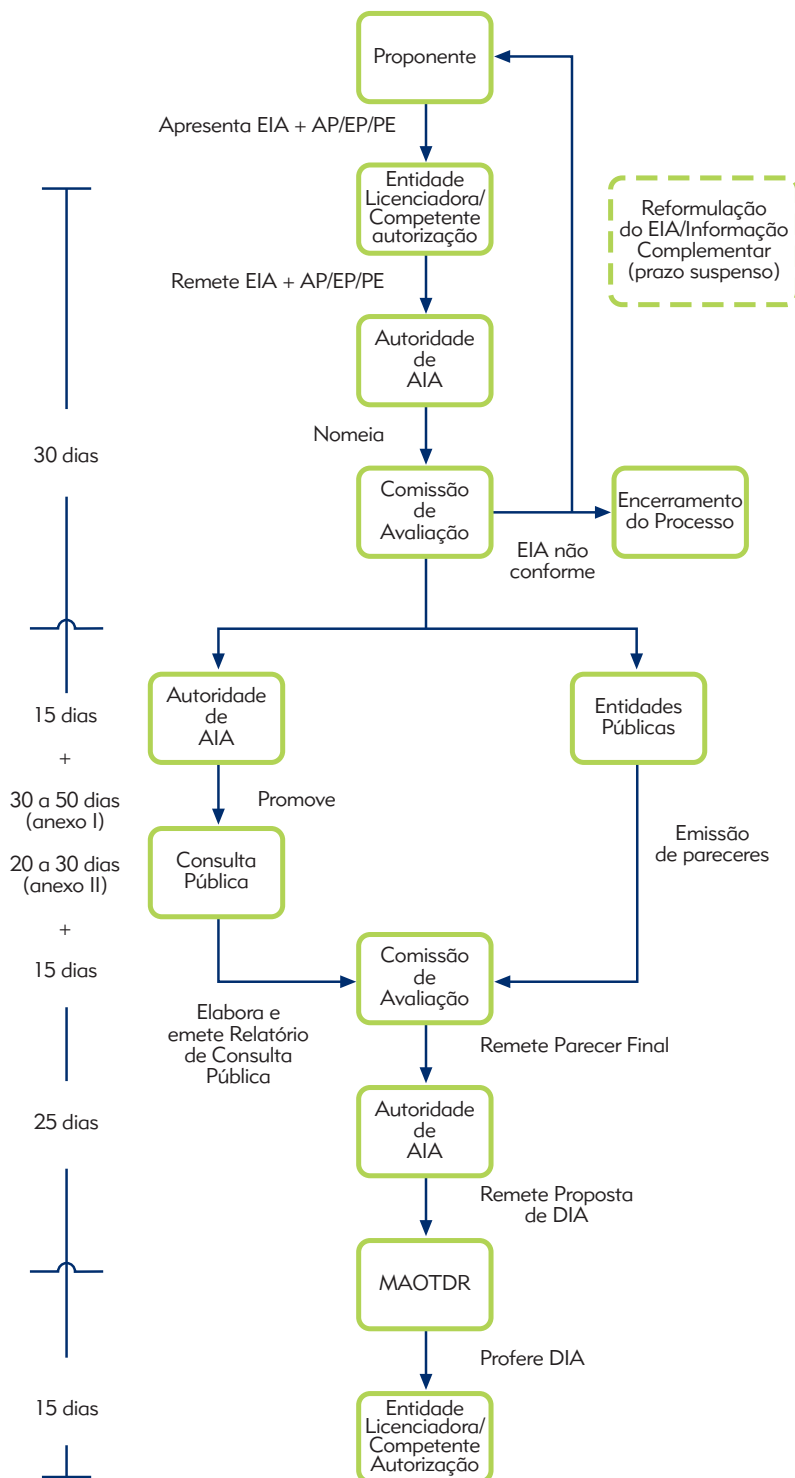 Proponente
Apresenta EIA + AP/EP/PE
Entidade
Licenciadora/
Competente
autorização
Reformulação
do EIA/Informação
Complementar
(prazo suspenso)
Remete EIA + AP/EP/PE
Autoridade
de
AIA
Nomeia
30 dias
Comissão
de
Avaliação
Encerramento
do Processo
EIA não
conforme
15 dias
+
30 a 50 dias
(anexo I)
20 a 30 dias
(anexo II)
+
15 dias
Autoridade
de
AIA
Entidades
Públicas
Promove
Consulta
Pública
Emissão
de pareceres
Comissão
de
Avaliação
Elabora e
emete Relatório
de Consulta
Pública
Remete Parecer Final
25 dias
Autoridade
de
AIA
Remete Proposta
de DIA
MAOTDR
Profere DIA
15 dias
Entidade
Licenciadora/
Competente
Autorização